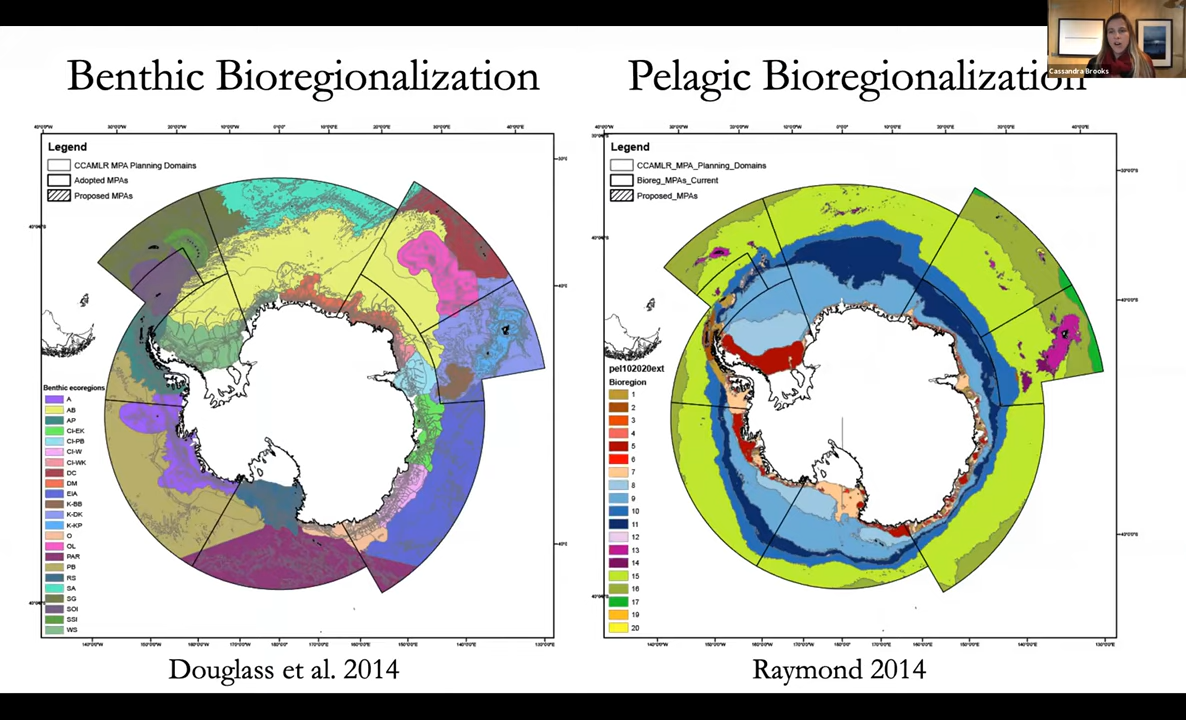 Cassandra Brooks
Benthic Bioregionalization
Pelagic Bioregionalization
Legend
CCAMLR MPA Planning Domains
Adopted MPAs
Proposed MPAs
Benthic ecoregions
A
AB
AP
CI-EK
CI-PB
CI-W
CI-WK
DC
DM
EIA
K-BB
K-DK
K-KP
O
OL
PAR
PB
RS
SA
SG
SOI
SSI
WS
Douglass et al. 2014
Legend
CCAMLR_MPA_Planning_Domains
Bioreg_MPAs_Current
Proposed_MPAs
pel102020ext
Bioregion
1
2
3
4
5
6
7
8
9
10
11
12
13
14
15
16
17
19
20
Raymond 2014